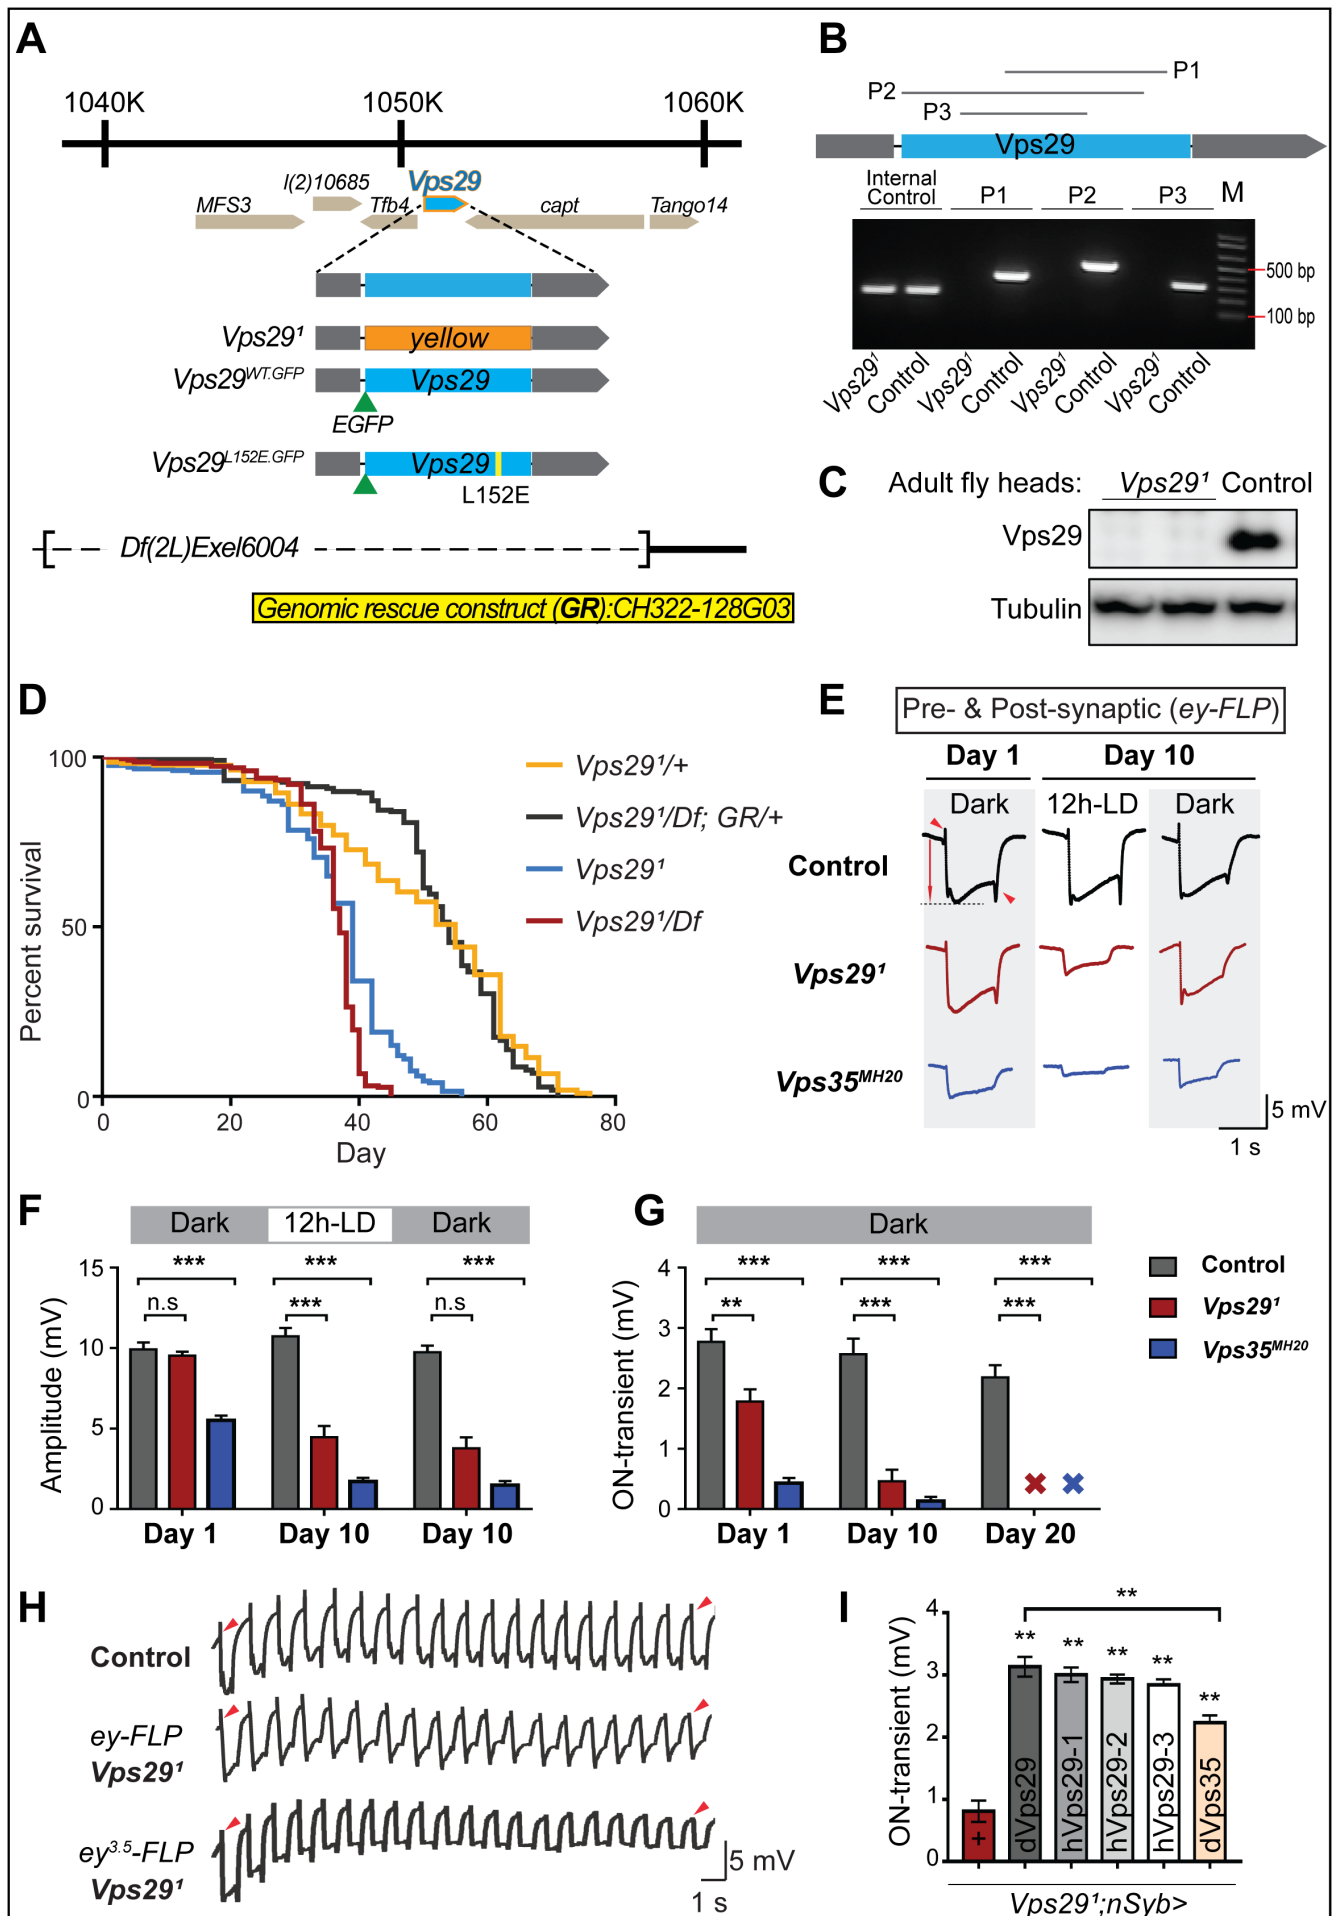 A
1040K 1050K 1060K
l(2)10685 Vps29
MFS3 Tfb4 capt Tango14
Vps29¹ yellow
Vps29WT.GFP Vps29
EGFP
Vps29L152E.GFP Vps29
L152E
Df(2L)Exel6004
Genomic rescue construct (GR):CH322-128G03
B
P1
P2
P3
Vps29
Internal Control P1 P2 P3 M
500 bp
100 bp
Vps29¹ Control Vps29¹ Control Vps29¹ Control Vps29¹ Control
C
Adult fly heads: Vps29¹ Control
Vps29
Tubulin
D
Percent survival
100
50
0
0 20 40 60 80
Day
Vps29¹/+
Vps29¹/Df; GR/+
Vps29¹
Vps29¹/Df
E
Pre- & Post-synaptic (ey-FLP)
Day 1 Day 10
Dark 12h-LD Dark
Control
Vps29¹
Vps35MH20
5 mV
1 s
F
Dark 12h-LD Dark
*** *** ***
n.s *** n.s
Amplitude (mV)
15
10
5
0
Day 1 Day 10 Day 10
G
Dark
*** *** ***
** *** ***
ON-transient (mV)
4
3
2
1
0
Day 1 Day 10 Day 20
Control
Vps29¹
Vps35MH20
H
Control
ey-FLP
Vps29¹
ey3.5-FLP
Vps29¹
5 mV
1 s
I
**
** ** ** ** **
ON-transient (mV)
4
3
2
1
0
+ dVps29 hVps29-1 hVps29-2 hVps29-3 dVps35
Vps29¹;nSyb>